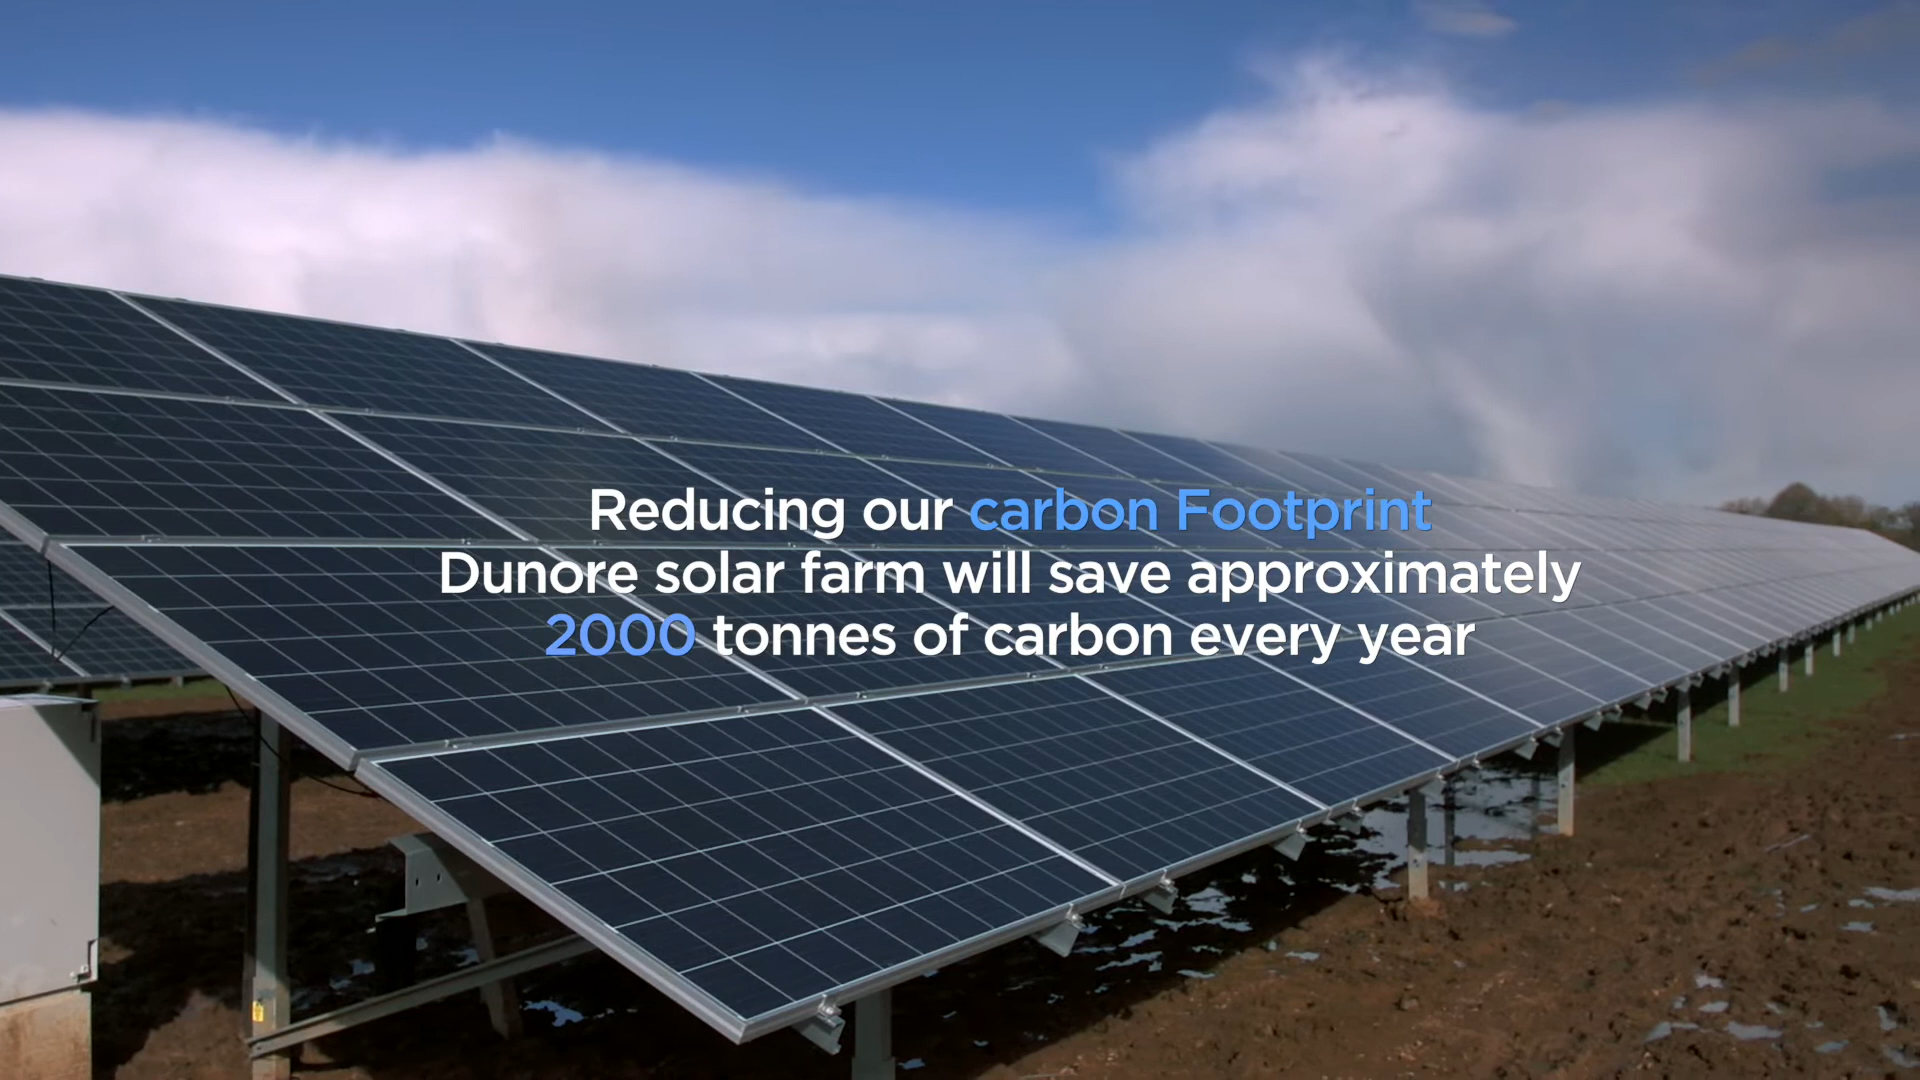 Reducing our carbon Footprint
Dunore solar farm will save approximately
2000 tonnes of carbon every year